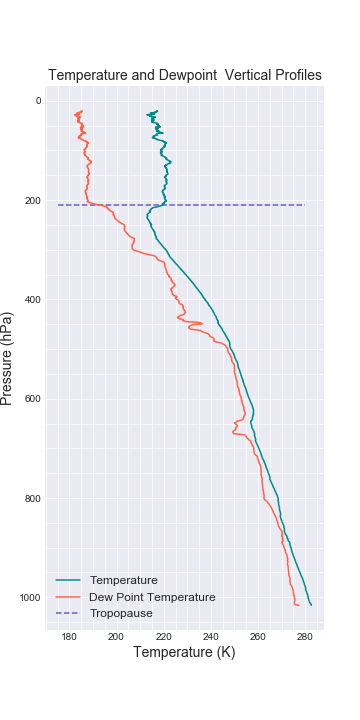 Temperature and Dewpoint  Vertical Profiles
0
200
400
600
800
1000
Pressure (hPa)
Temperature
Dew Point Temperature
Tropopause
180 200 220 240 260 280
Temperature (K)